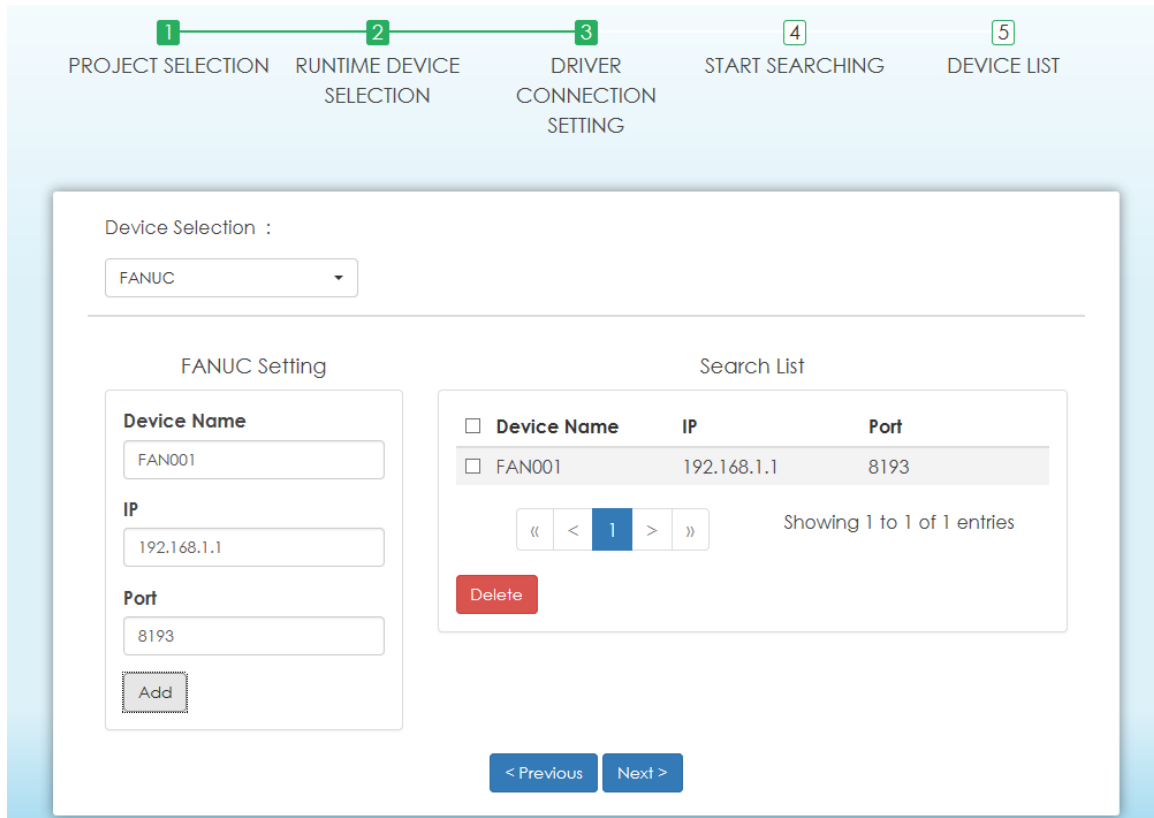 1 2 3 4 5
PROJECT SELECTION RUNTIME DEVICE SELECTION DRIVER CONNECTION SETTING START SEARCHING DEVICE LIST
Device Selection :
FANUC
FANUC Setting
Device Name
FAN001
IP
192.168.1.1
Port
8193
Add
Search List
Device Name IP Port
FAN001 192.168.1.1 8193
« < 1 > »
Showing 1 to 1 of 1 entries
Delete
< Previous Next >